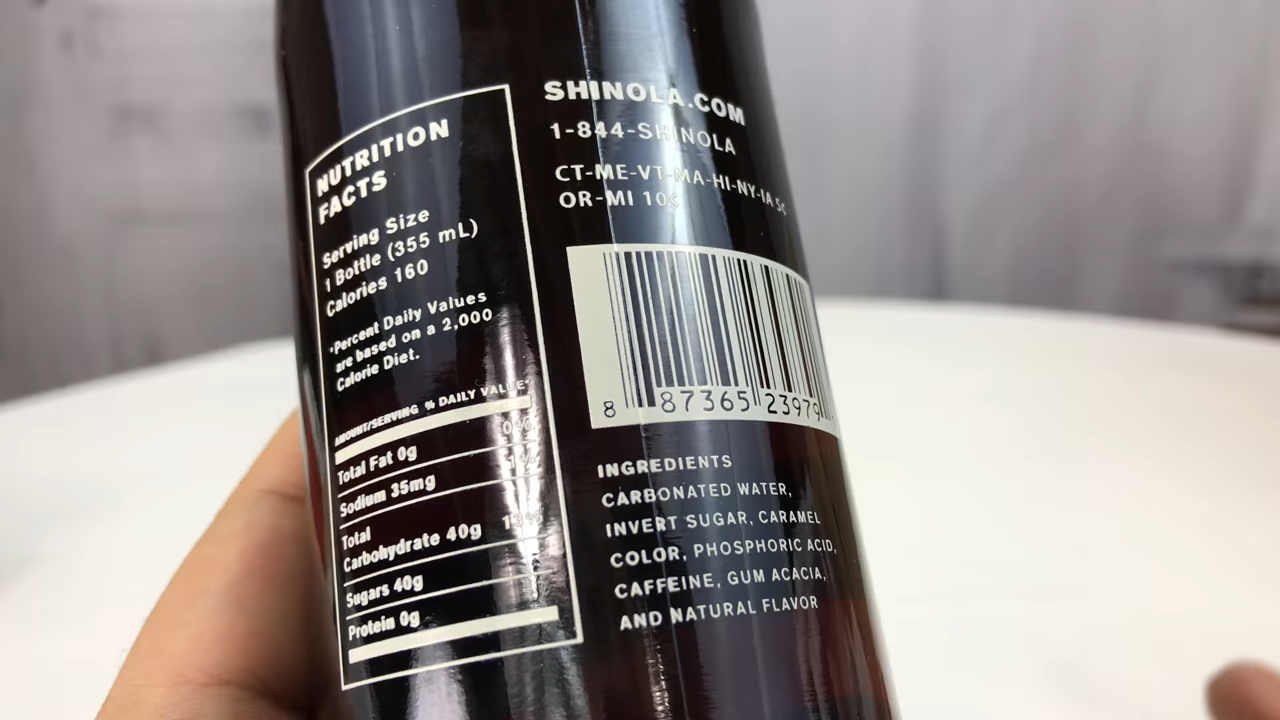 NUTRITION
FACTS
Serving Size
1 Bottle (355 mL)
Calories 160
*Percent Daily Values
are based on a 2,000
Calorie Diet.
AMOUNT/SERVING % DAILY VALUE*
Total Fat 0g 0%
Sodium 35mg 1%
Total
Carbohydrate 40g 13%
Sugars 40g
Protein 0g
SHINOLA.COM
1-844-SHINOLA
CT-ME-VT-MA-HI-NY-IA 5¢
OR-MI 10¢
8 87365 23979
INGREDIENTS
CARBONATED WATER,
INVERT SUGAR, CARAMEL
COLOR, PHOSPHORIC ACID,
CAFFEINE, GUM ACACIA,
AND NATURAL FLAVOR